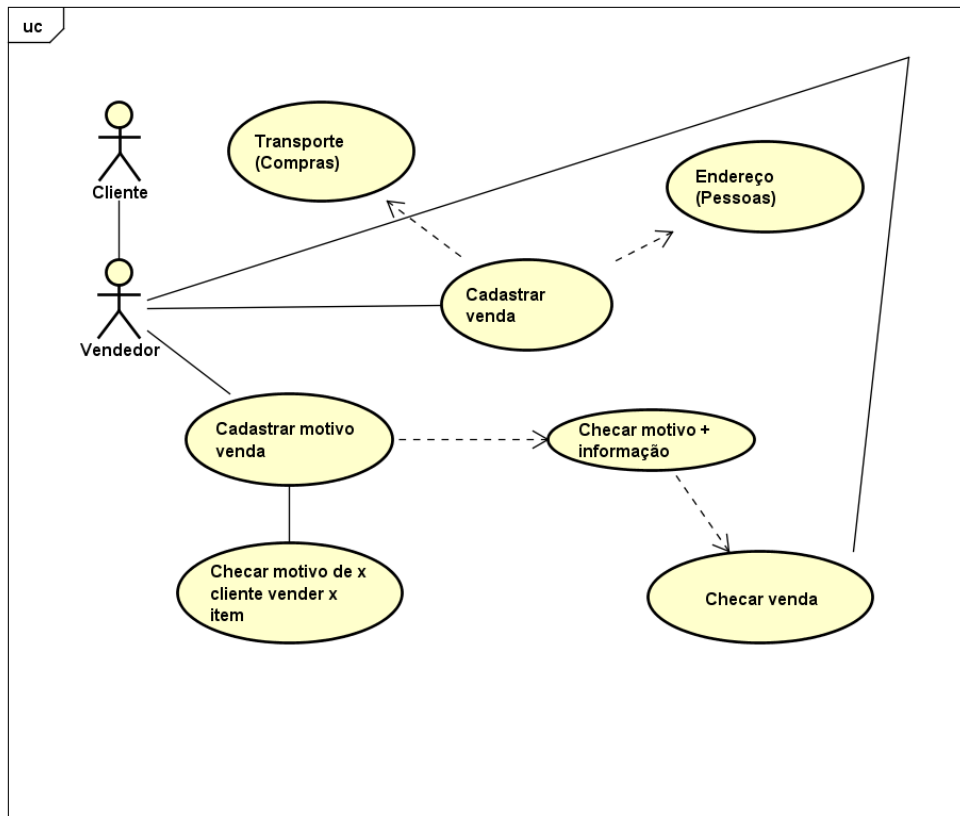 uc
Cliente
Transporte
(Compras)
Endereço
(Pessoas)
Vendedor
Cadastrar
venda
Cadastrar motivo
venda
Checar motivo +
informação
Checar motivo de x
cliente vender x
item
Checar venda